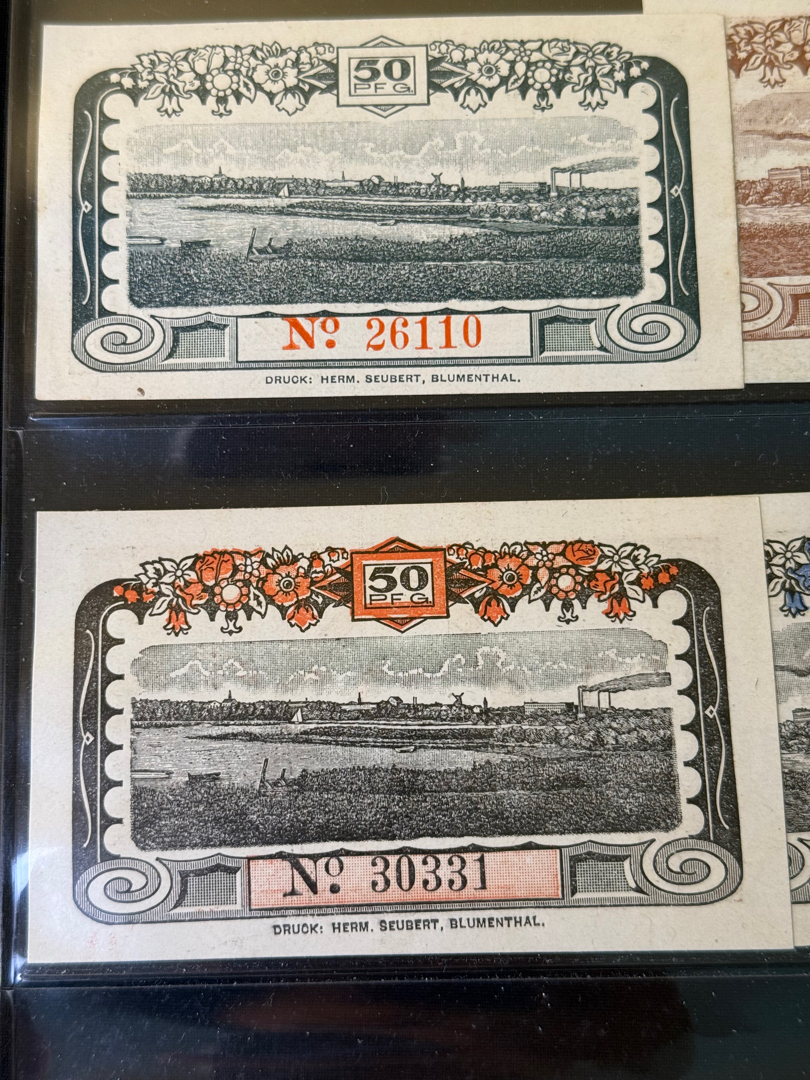 50
PFG.
Nº 26110
DRUCK: HERM. SEUBERT, BLUMENTHAL.
50
PFG.
Nº 30331
DRUCK: HERM. SEUBERT, BLUMENTHAL.